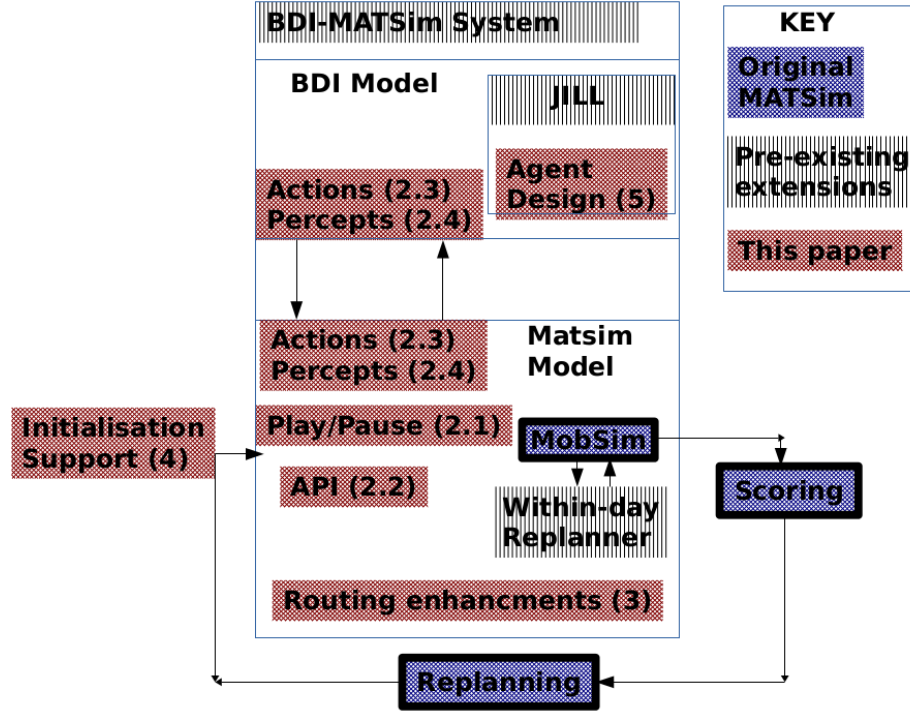 BDI-MATSim System
BDI Model
JILL
Agent
Design (5)
Actions (2.3)
Percepts (2.4)
KEY
Original
MATSim
Pre-existing
extensions
This paper
Actions (2.3)
Percepts (2.4)
Matsim
Model
Initialisation
Support (4)
Play/Pause (2.1)
MobSim
API (2.2)
Within-day
Replanner
Scoring
Routing enhancments (3)
Replanning